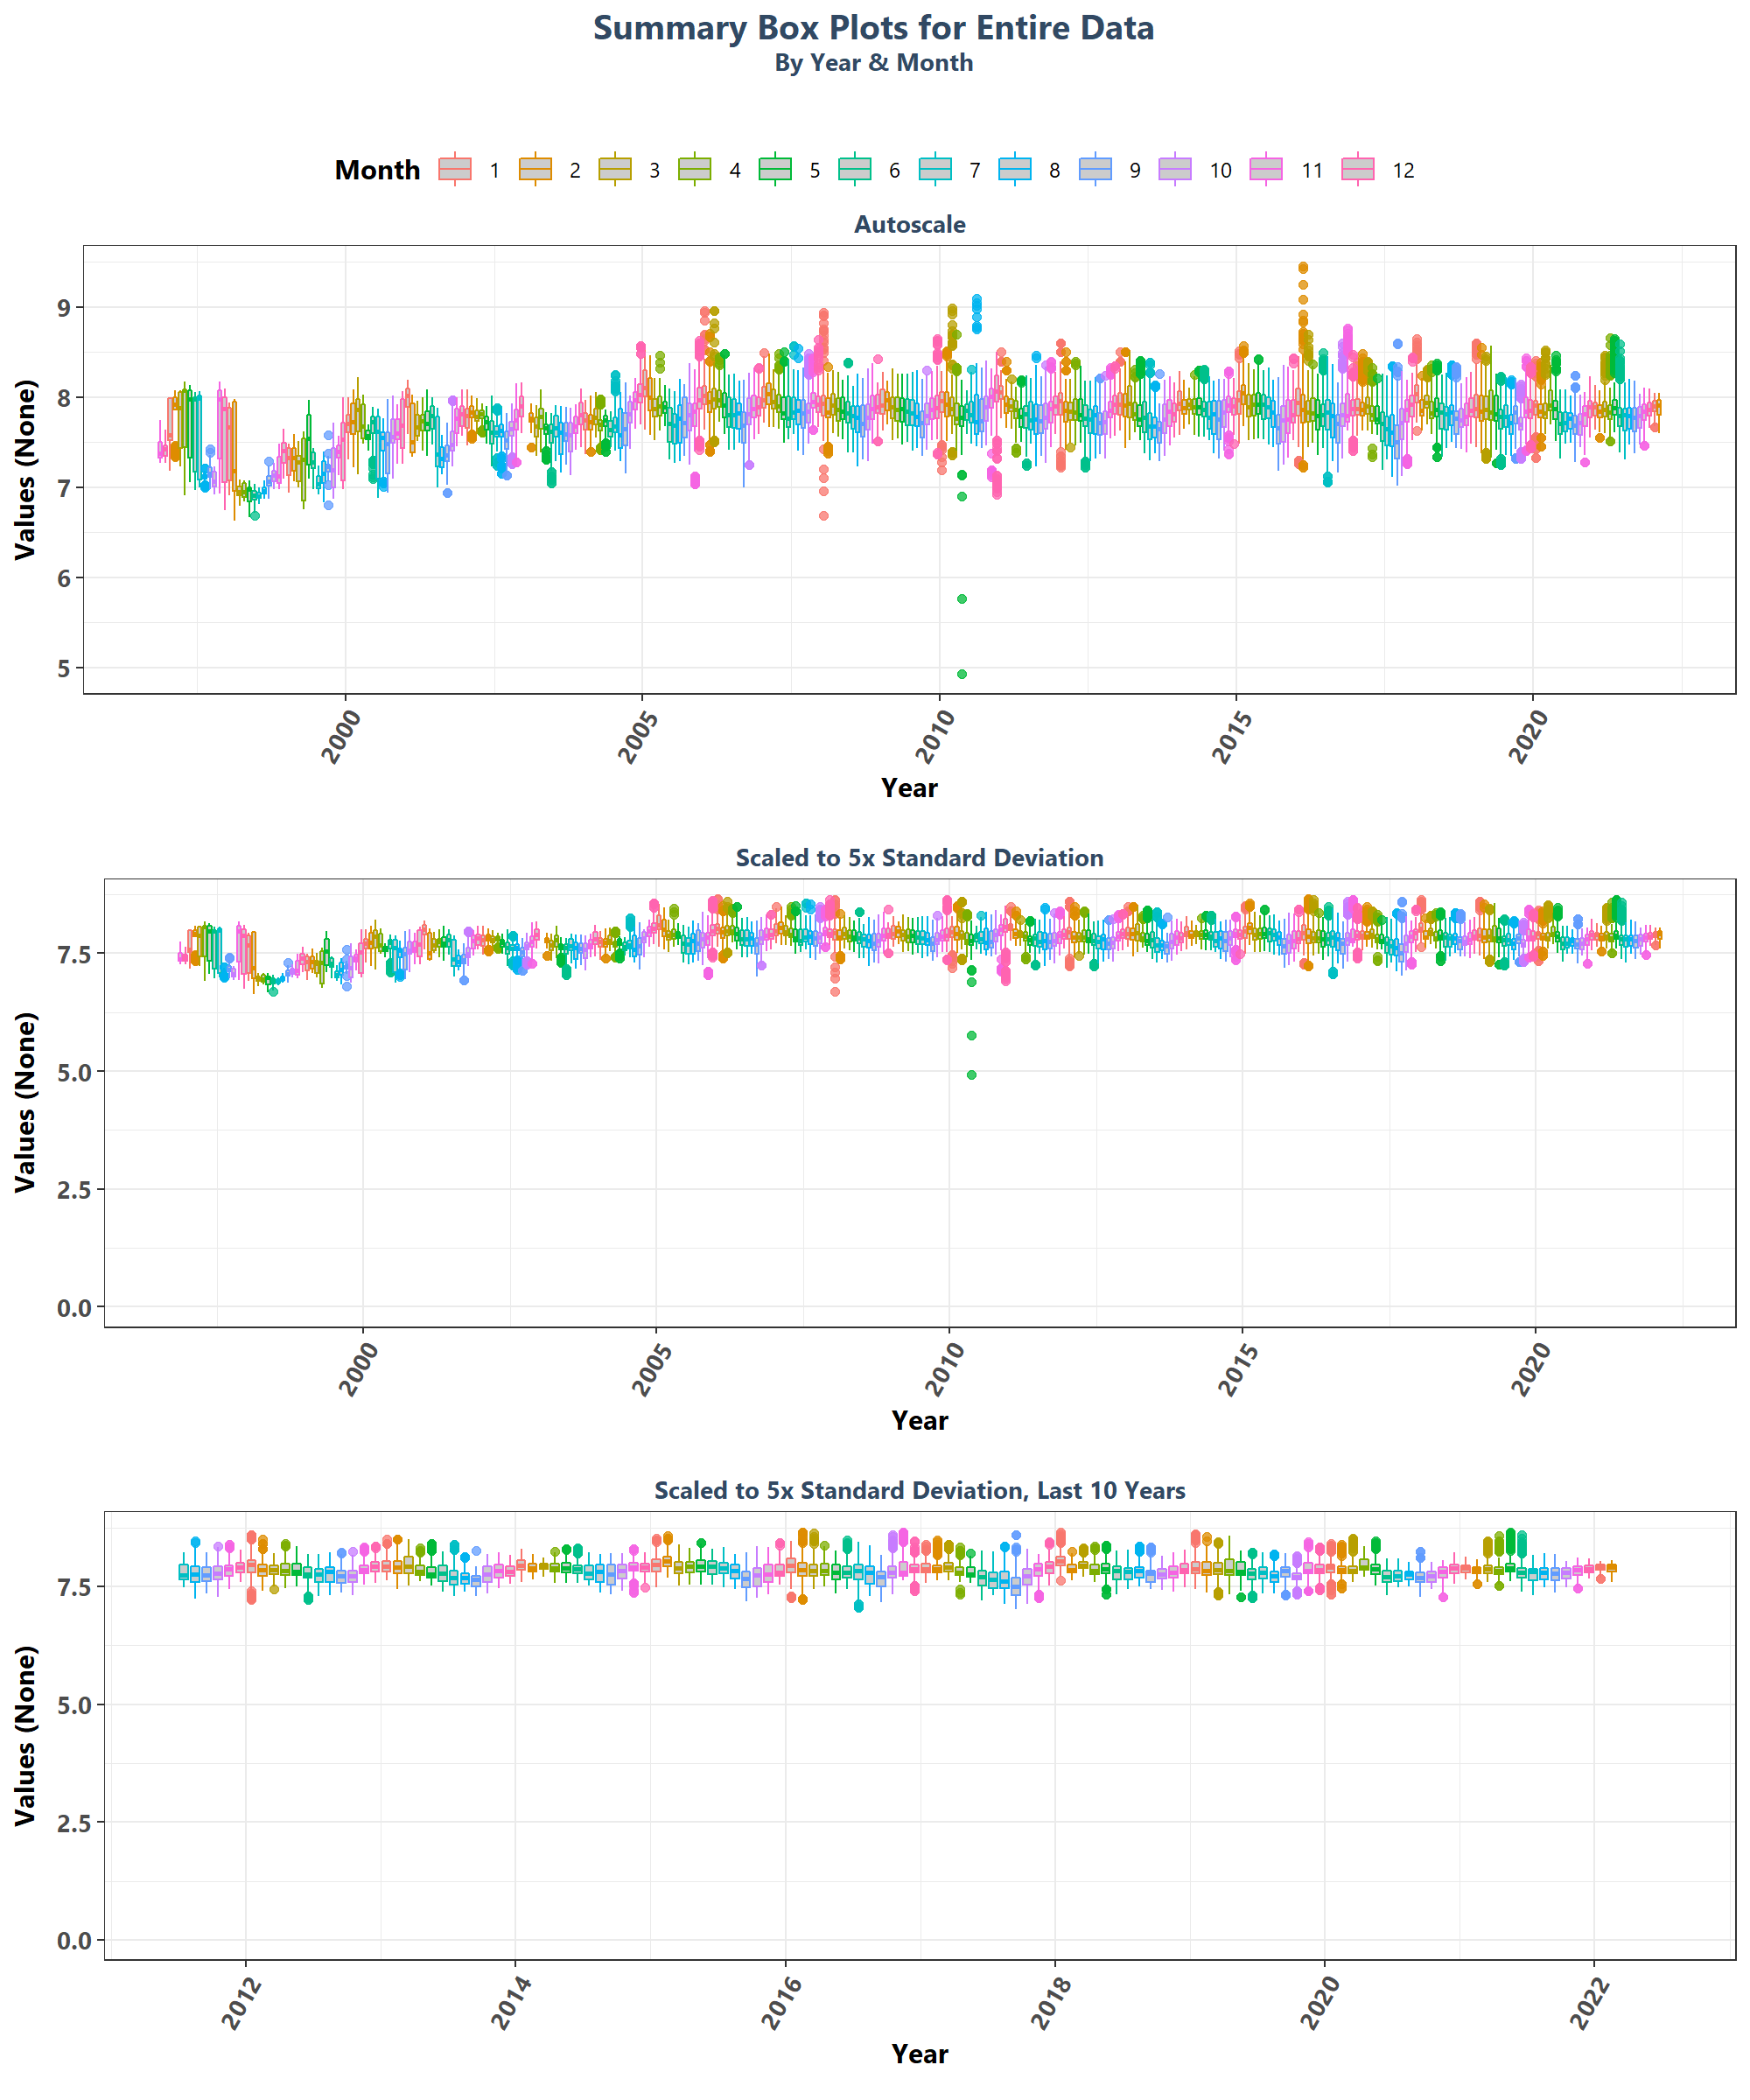 Summary Box Plots for Entire Data
By Year & Month
Month 1 2 3 4 5 6 7 8 9 10 11 12
Autoscale
Values (None)
9
8
7
6
5
2000 2005 2010 2015 2020
Year
Scaled to 5x Standard Deviation
Values (None)
7.5
5.0
2.5
0.0
2000 2005 2010 2015 2020
Year
Scaled to 5x Standard Deviation, Last 10 Years
Values (None)
7.5
5.0
2.5
0.0
2012 2014 2016 2018 2020 2022
Year